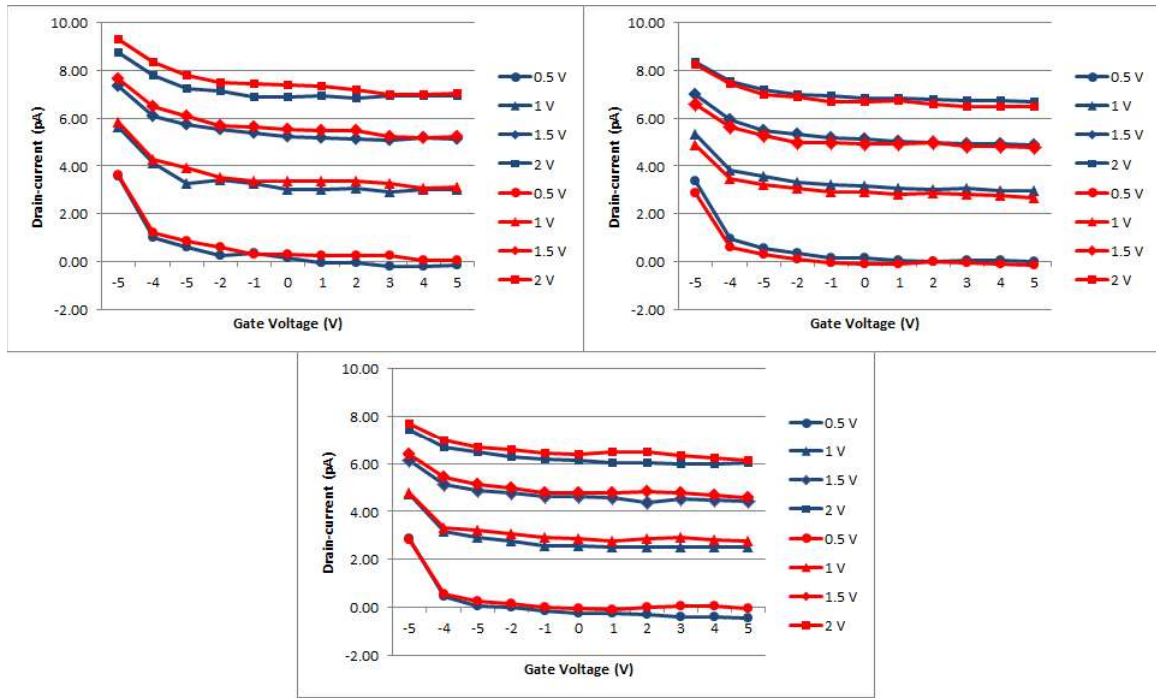 10.00
8.00
6.00
4.00
2.00
0.00
-2.00
Drain-current (pA)
-5 -4 -5 -2 -1 0 1 2 3 4 5
Gate Voltage (V)
0.5 V
1 V
1.5 V
2 V
0.5 V
1 V
1.5 V
2 V
10.00
8.00
6.00
4.00
2.00
0.00
-2.00
Drain-current (pA)
-5 -4 -5 -2 -1 0 1 2 3 4 5
Gate Voltage (V)
0.5 V
1 V
1.5 V
2 V
0.5 V
1 V
1.5 V
2 V
10.00
8.00
6.00
4.00
2.00
0.00
-2.00
Drain-current (pA)
-5 -4 -5 -2 -1 0 1 2 3 4 5
Gate Voltage (V)
0.5 V
1 V
1.5 V
2 V
0.5 V
1 V
1.5 V
2 V